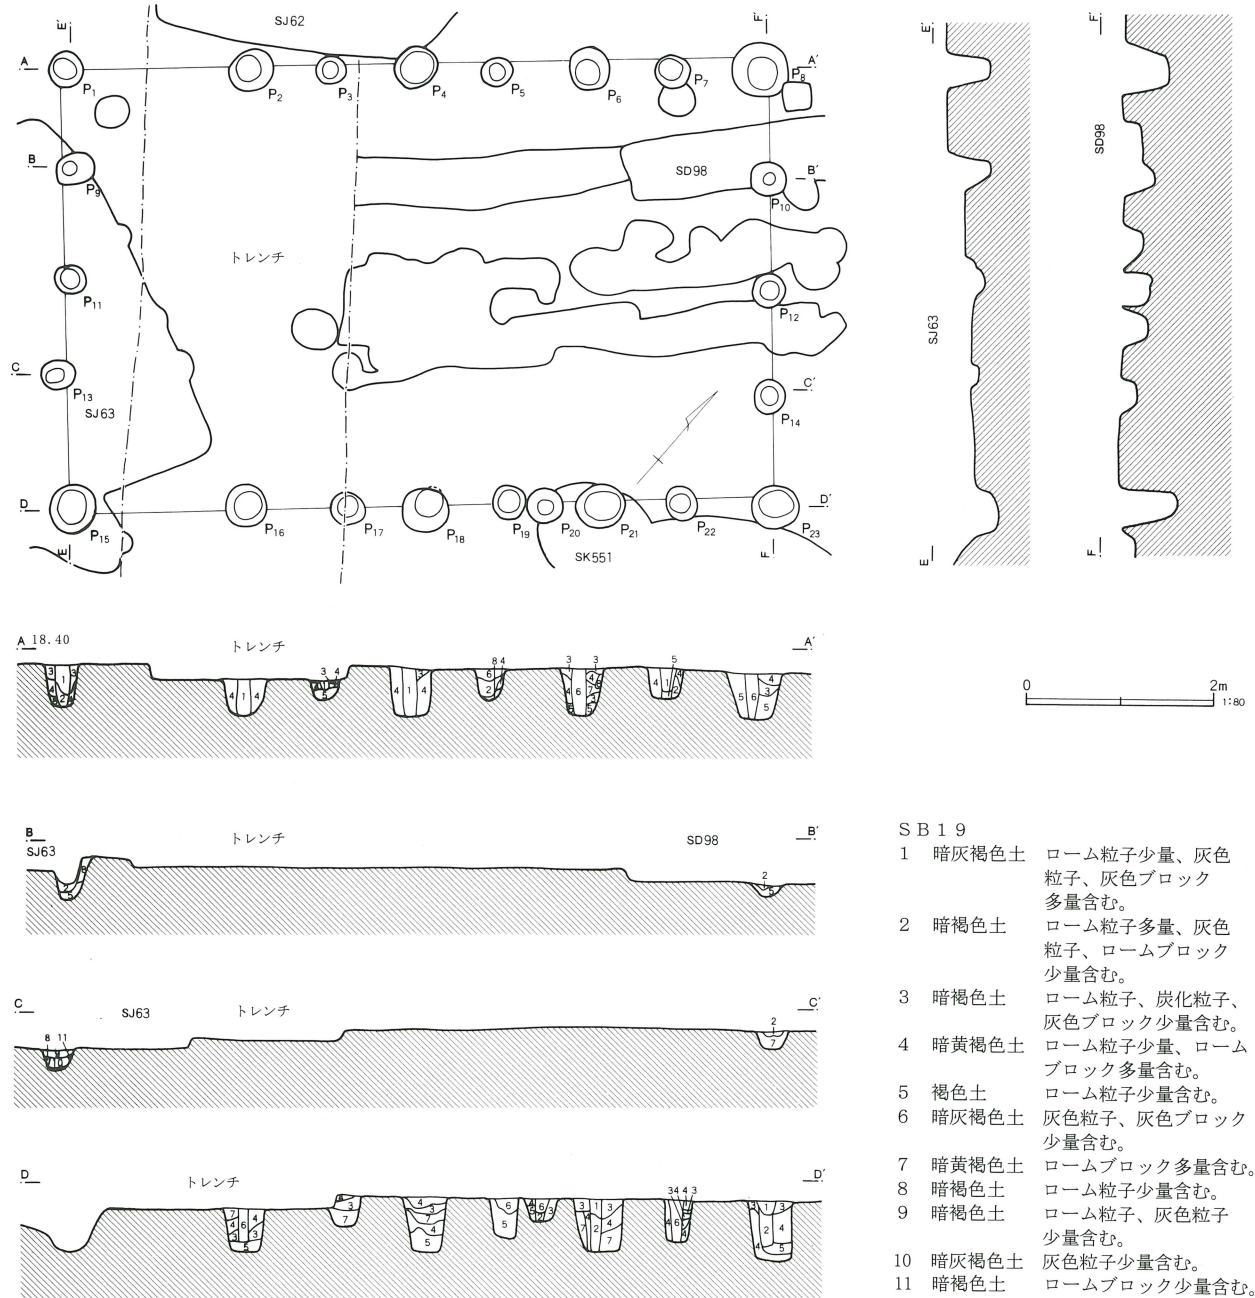 E´
SJ62
F´
A
A´
P1
P2
P3
P4
P5
P6
P7
P8
B
B´
P9
SD98
P10
トレンチ
P11
P12
C
C´
P13
SJ63
P14
D
D´
P15
P16
P17
P18
P19
P20
P21
P22
P23
E
F
SK551
E´
F´
SD98
SJ63
E
F
A 18.40
トレンチ
A´
0
2m
1:80
B
SJ63
トレンチ
SD98
B´
C
SJ63
トレンチ
C´
D
トレンチ
D´
SB19
1 暗灰褐色土 ローム粒子少量、灰色
粒子、灰色ブロック
多量含む。
2 暗褐色土 ローム粒子多量、灰色
粒子、ロームブロック
少量含む。
3 暗褐色土 ローム粒子、炭化粒子、
灰色ブロック少量含む。
4 暗黄褐色土 ローム粒子少量、ローム
ブロック多量含む。
5 褐色土 ローム粒子少量含む。
6 暗灰褐色土 灰色粒子、灰色ブロック
少量含む。
7 暗黄褐色土 ロームブロック多量含む。
8 暗褐色土 ローム粒子少量含む。
9 暗褐色土 ローム粒子、灰色粒子
少量含む。
10 暗灰褐色土 灰色粒子少量含む。
11 暗褐色土 ロームブロック少量含む。